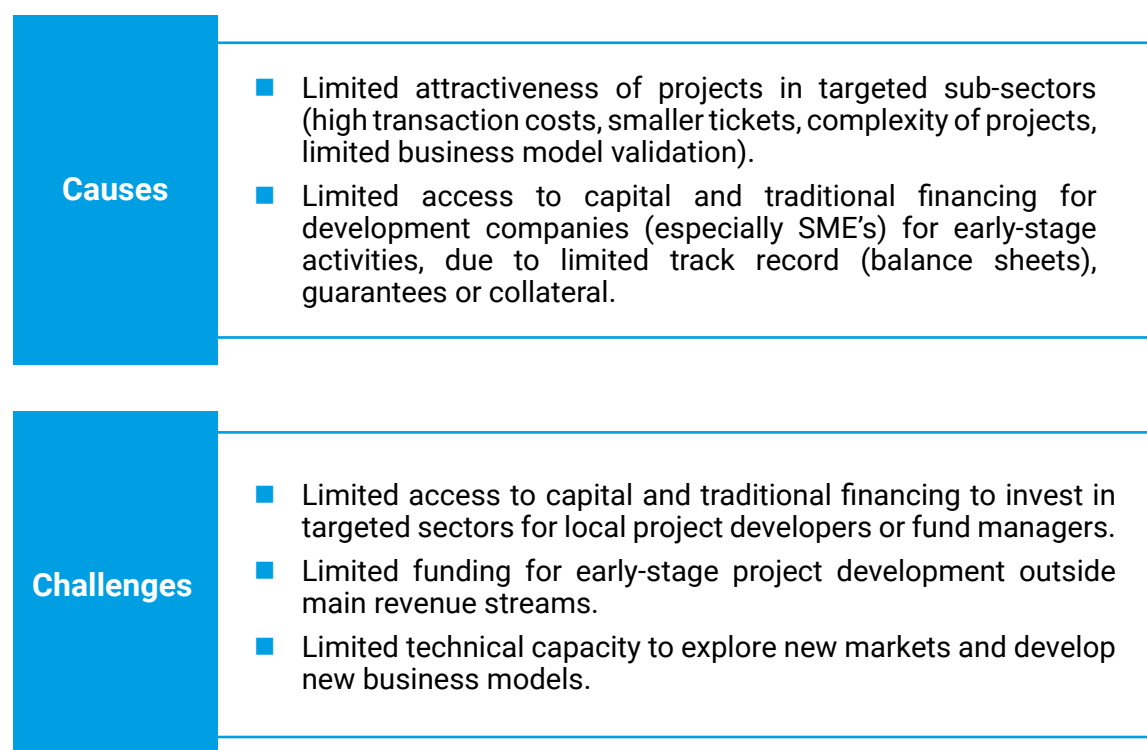 Causes
Limited attractiveness of projects in targeted sub-sectors
(high transaction costs, smaller tickets, complexity of projects,
limited business model validation).
Limited access to capital and traditional financing for
development companies (especially SME's) for early-stage
activities, due to limited track record (balance sheets),
guarantees or collateral.
Challenges
Limited access to capital and traditional financing to invest in
targeted sectors for local project developers or fund managers.
Limited funding for early-stage project development outside
main revenue streams.
Limited technical capacity to explore new markets and develop
new business models.